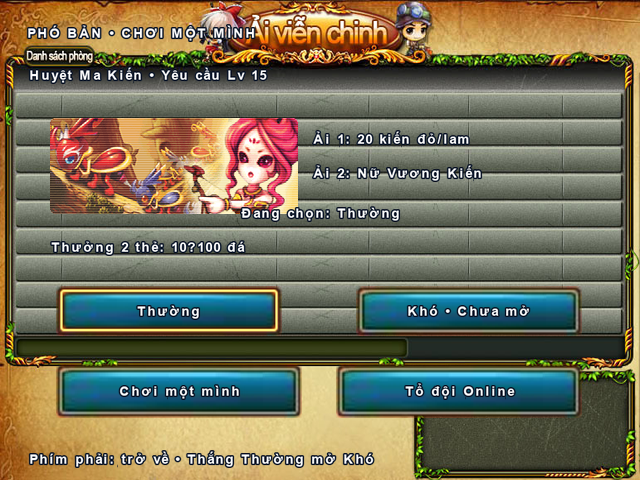 PHÓ BẢN • CHƠI MỘT MÌNH
Ải viễn chinh
Danh sách phòng
Huyệt Ma Kiến • Yêu cầu Lv 15
Ải 1: 20 kiến đỏ/lam
Ải 2: Nữ Vương Kiến
Đang chọn: Thường
Thưởng 2 thẻ: 10?100 đá
Thường
Khó • Chưa mở
Chơi một mình
Tổ đội Online
Phím phải: trở về • Thắng Thường mở Khó